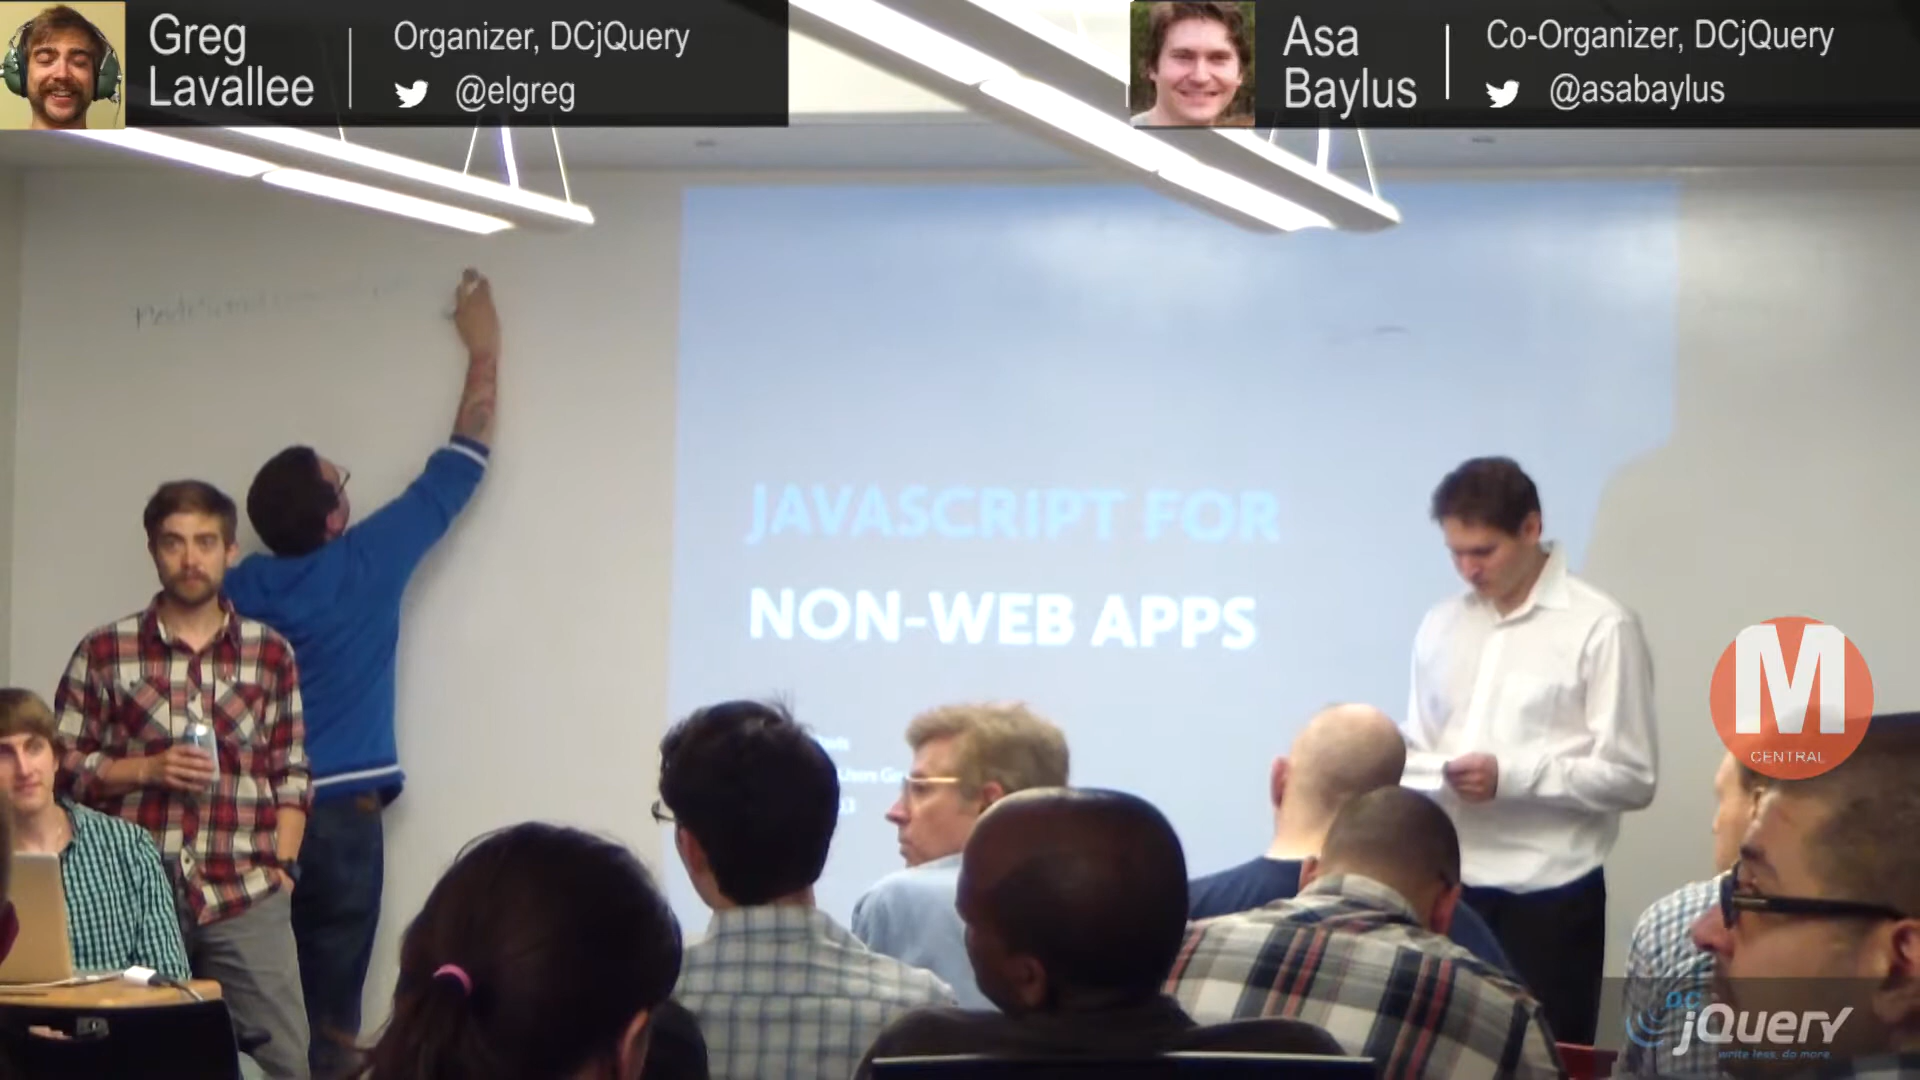 Greg
Lavallee
Organizer, DCjQuery
@elgreg
Asa
Baylus
Co-Organizer, DCjQuery
@asabaylus
JAVASCRIPT FOR
NON-WEB APPS
M
CENTRAL
DC
jQuery
write less, do more.